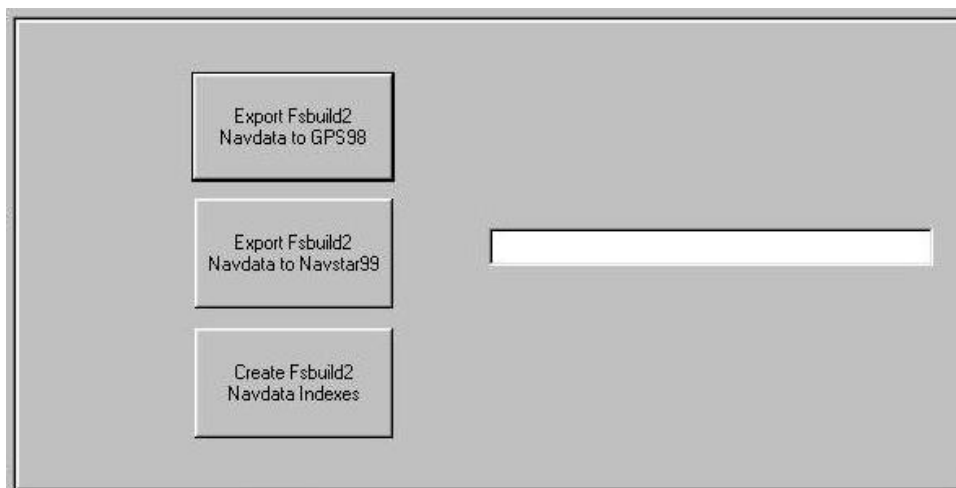 Export Fsbuild2
Navdata to GPS98
Export Fsbuild2
Navdata to Navstar99
Create Fsbuild2
Navdata Indexes